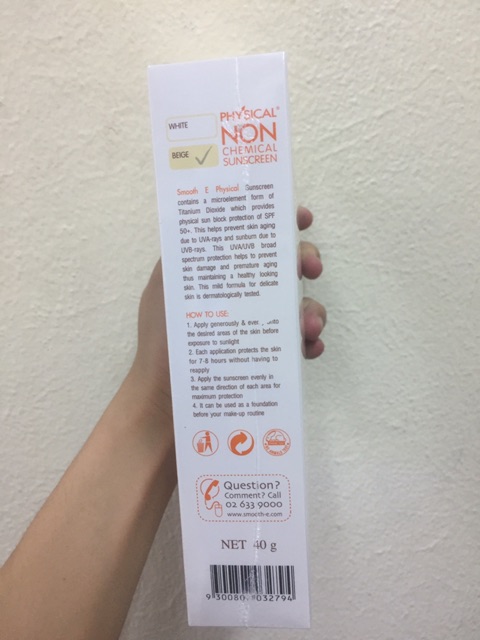 PHYSICAL®
WHITE
NON
CHEMICAL
BEIGE
SUNSCREEN
Smooth E Physical Sunscreen
contains a microelement form of
Titanium Dioxide which provides
physical sun block protection of SPF
50+. This helps prevent skin aging
due to UVA-rays and sunburn due to
UVB-rays. This UVA/UVB broad
spectrum protection helps to prevent
skin damage and premature aging
thus maintaining a healthy looking
skin. This mild formula for delicate
skin is dermatologically tested.
HOW TO USE:
1. Apply generously &
the desired areas of the skin before
exposure to sunlight
2. Each application protects the skin
for 7-8 hours without having to
reapply
3. Apply the sunscreen evenly in
the same direction of each area for
maximum protection
4. It can be used as a foundation
before your make-up routine
Question?
Comment? Call
02 633 9000
www.smooth-e.com
NET 40 g
9 30080 032794